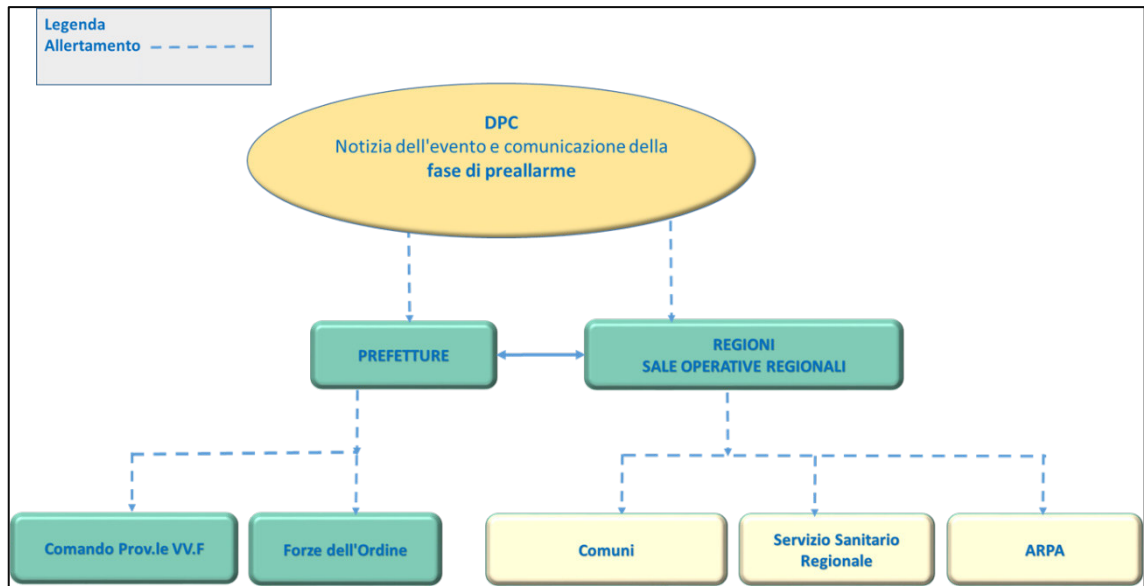 Legenda
Allertamento
DPC
Notizia dell'evento e comunicazione della
fase di preallarme
PREFETTURE
REGIONI
SALE OPERATIVE REGIONALI
Comando Prov.le VV.F
Forze dell'Ordine
Comuni
Servizio Sanitario
Regionale
ARPA